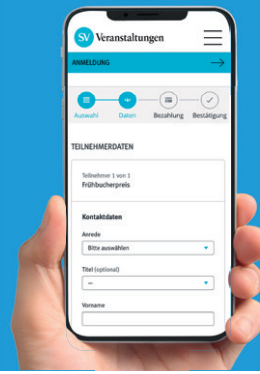 SV Veranstaltungen
ANMELDUNG
Auswahl Daten Bezahlung Bestätigung
TEILNEHMERDATEN
Teilnehmer 1 von 1
Frühbucherpreis
Kontaktdaten
Anrede
Bitte auswählen
Titel (optional)
—
Vorname